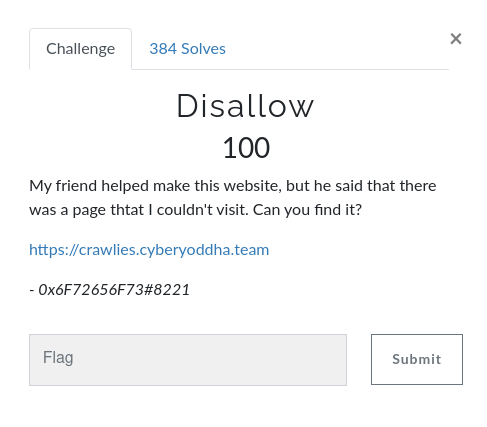 Challenge
384 Solves
×
Disallow
100
My friend helped make this website, but he said that there
was a page thtat I couldn't visit. Can you find it?
https://crawlies.cyberyoddha.team
- 0x6F72656F73#8221
Flag
Submit